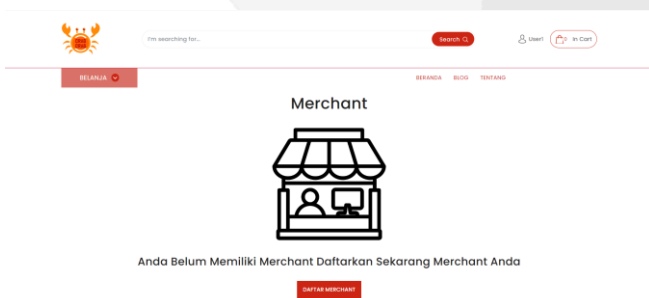 I'm searching for...
Search
User!
In Cart
BELANJA
BERANDA BLOG TENTANG
Merchant
Anda Belum Memiliki Merchant Daftarkan Sekarang Merchant Anda
DAFTAR MERCHANT